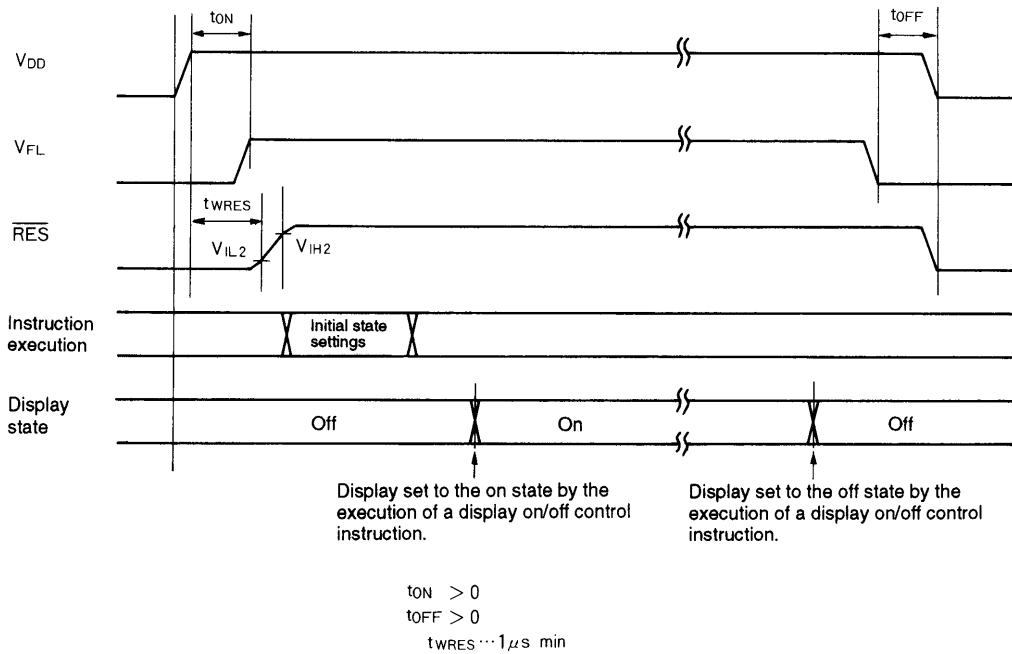 tON
tOFF
VDD
VFL
tWRES
RES
VIL2
VIH2
Instruction
execution
Initial state
settings
Display
state
Off
On
Off
Display set to the on state by the
execution of a display on/off control
instruction.
Display set to the off state by the
execution of a display on/off control
instruction.
tON > 0
tOFF > 0
tWRES ··· 1 μs min